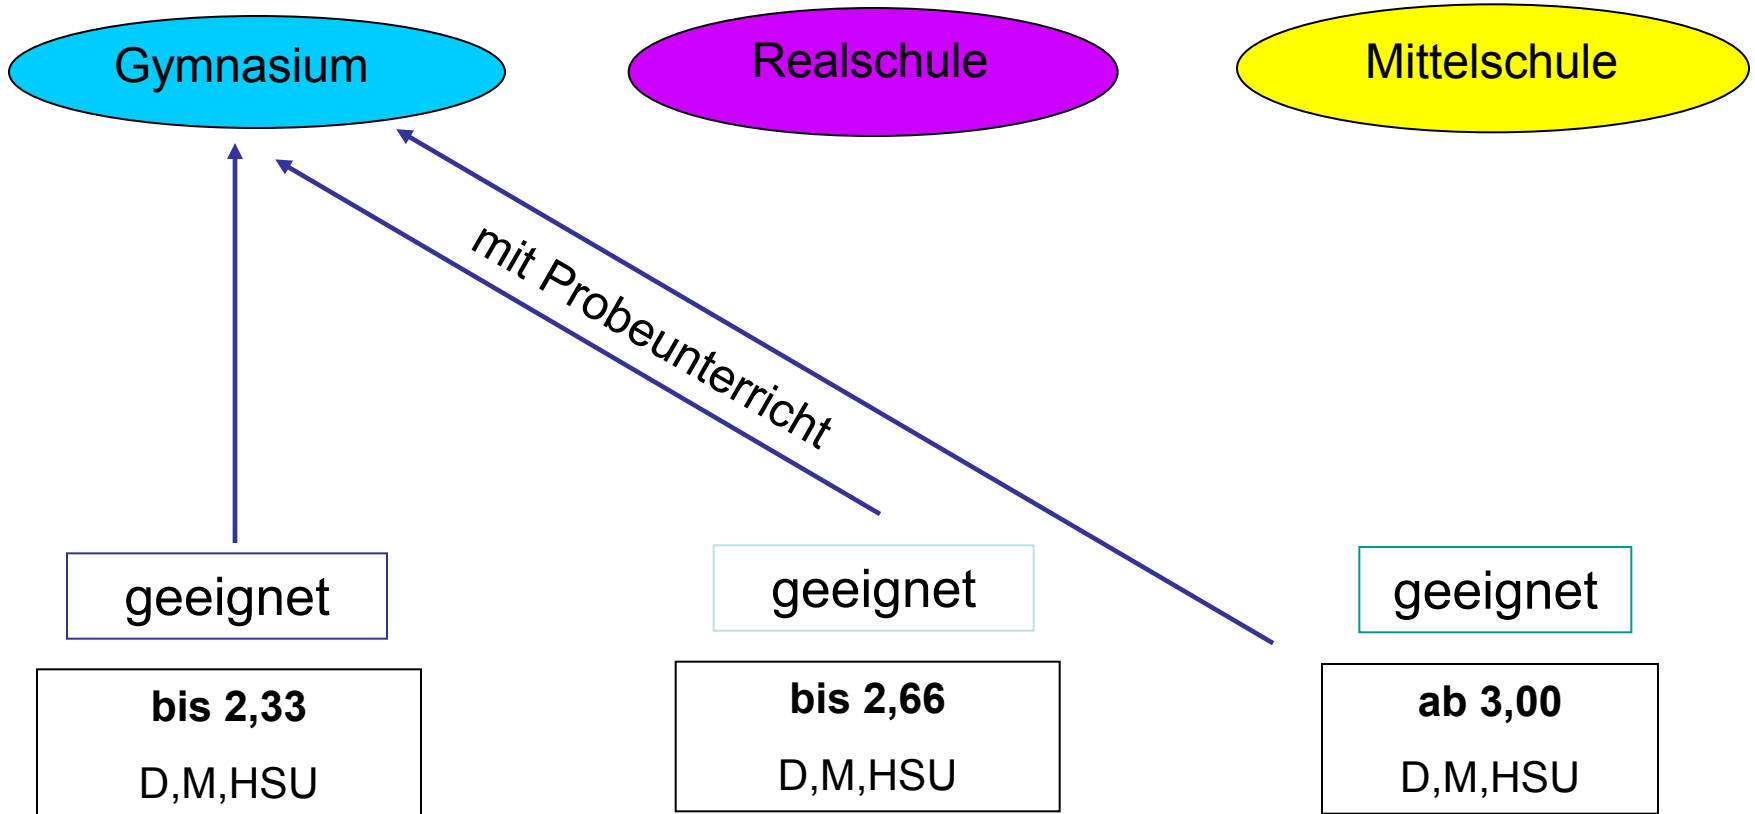 Gymnasium
Realschule
Mittelschule
mit Probeunterricht
geeignet
geeignet
geeignet
bis 2,33
D,M,HSU
bis 2,66
D,M,HSU
ab 3,00
D,M,HSU